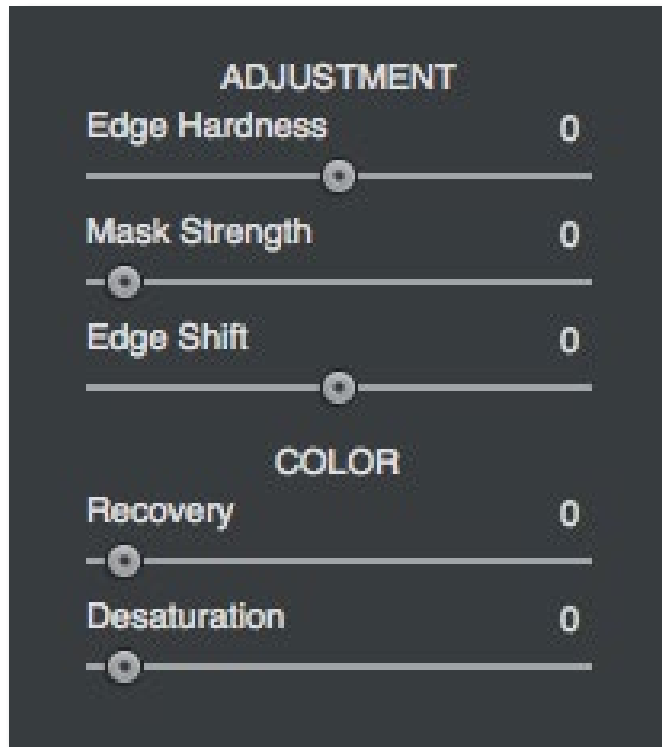 ADJUSTMENT
Edge Hardness 0
Mask Strength 0
Edge Shift 0
COLOR
Recovery 0
Desaturation 0